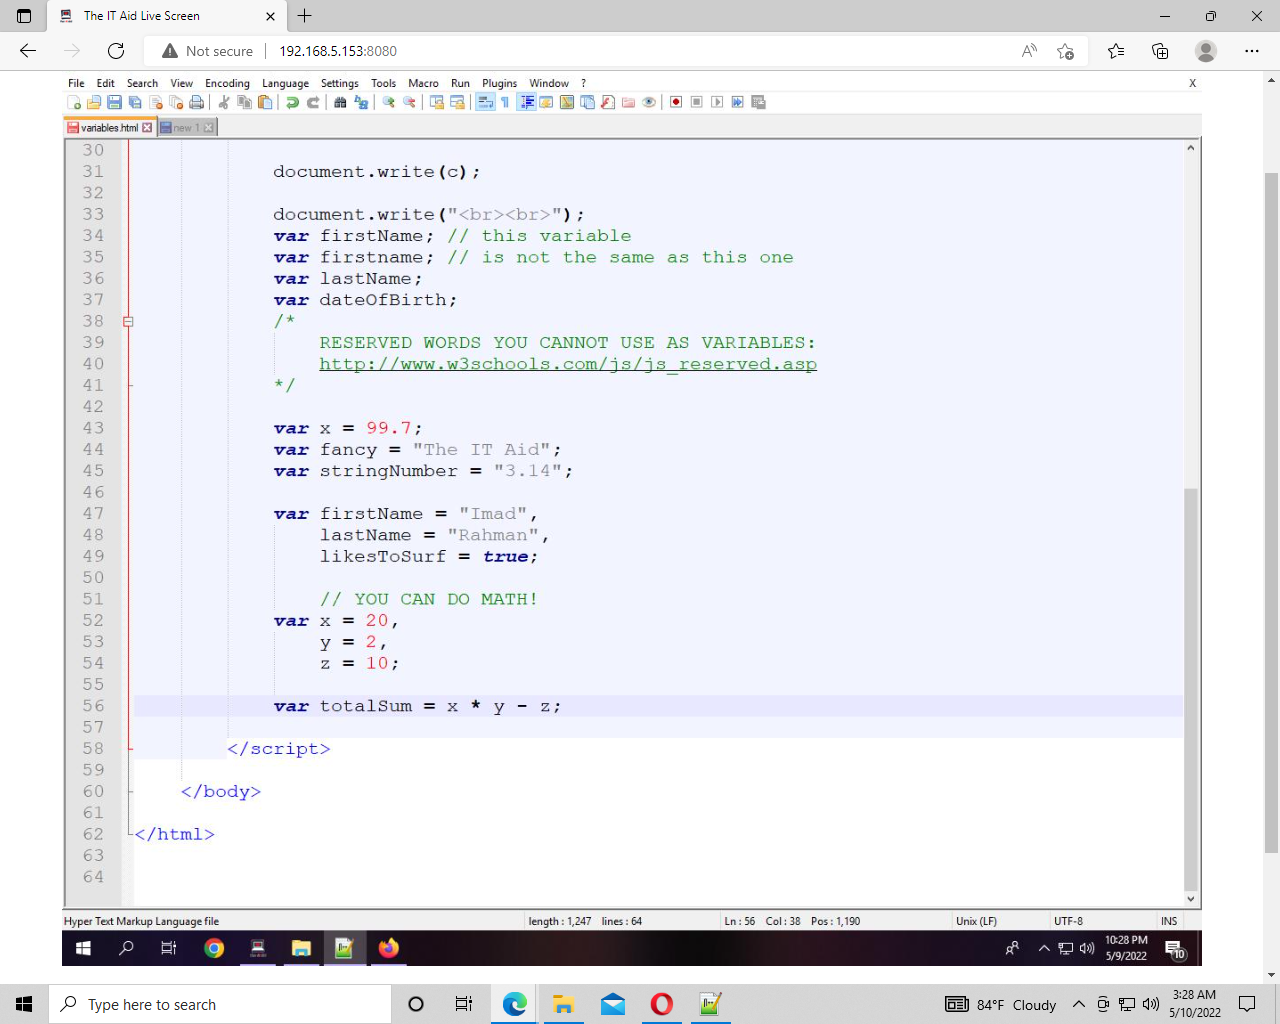 The IT Aid Live Screen
Not secure 192.168.5.153:8080
File Edit Search View Encoding Language Settings Tools Macro Run Plugins Window ? X
variables.html new 1
30
31 document.write(c);
32
33 document.write("<br><br>");
34 var firstName; // this variable
35 var firstname; // is not the same as this one
36 var lastName;
37 var dateOfBirth;
38 /*
39 RESERVED WORDS YOU CANNOT USE AS VARIABLES:
40 http://www.w3schools.com/js/js_reserved.asp
41 */
42
43 var x = 99.7;
44 var fancy = "The IT Aid";
45 var stringNumber = "3.14";
46
47 var firstName = "Imad",
48 lastName = "Rahman",
49 likesToSurf = true;
50
51 // YOU CAN DO MATH!
52 var x = 20,
53 y = 2,
54 z = 10;
55
56 var totalSum = x * y - z;
57
58 </script>
59
60 </body>
61
62 </html>
63
64
Hyper Text Markup Language file length : 1,247 lines : 64 Ln : 56 Col : 38 Pos : 1,190 Unix (LF) UTF-8 INS
10:28 PM
5/9/2022
10
Type here to search
84°F Cloudy
3:28 AM
5/10/2022